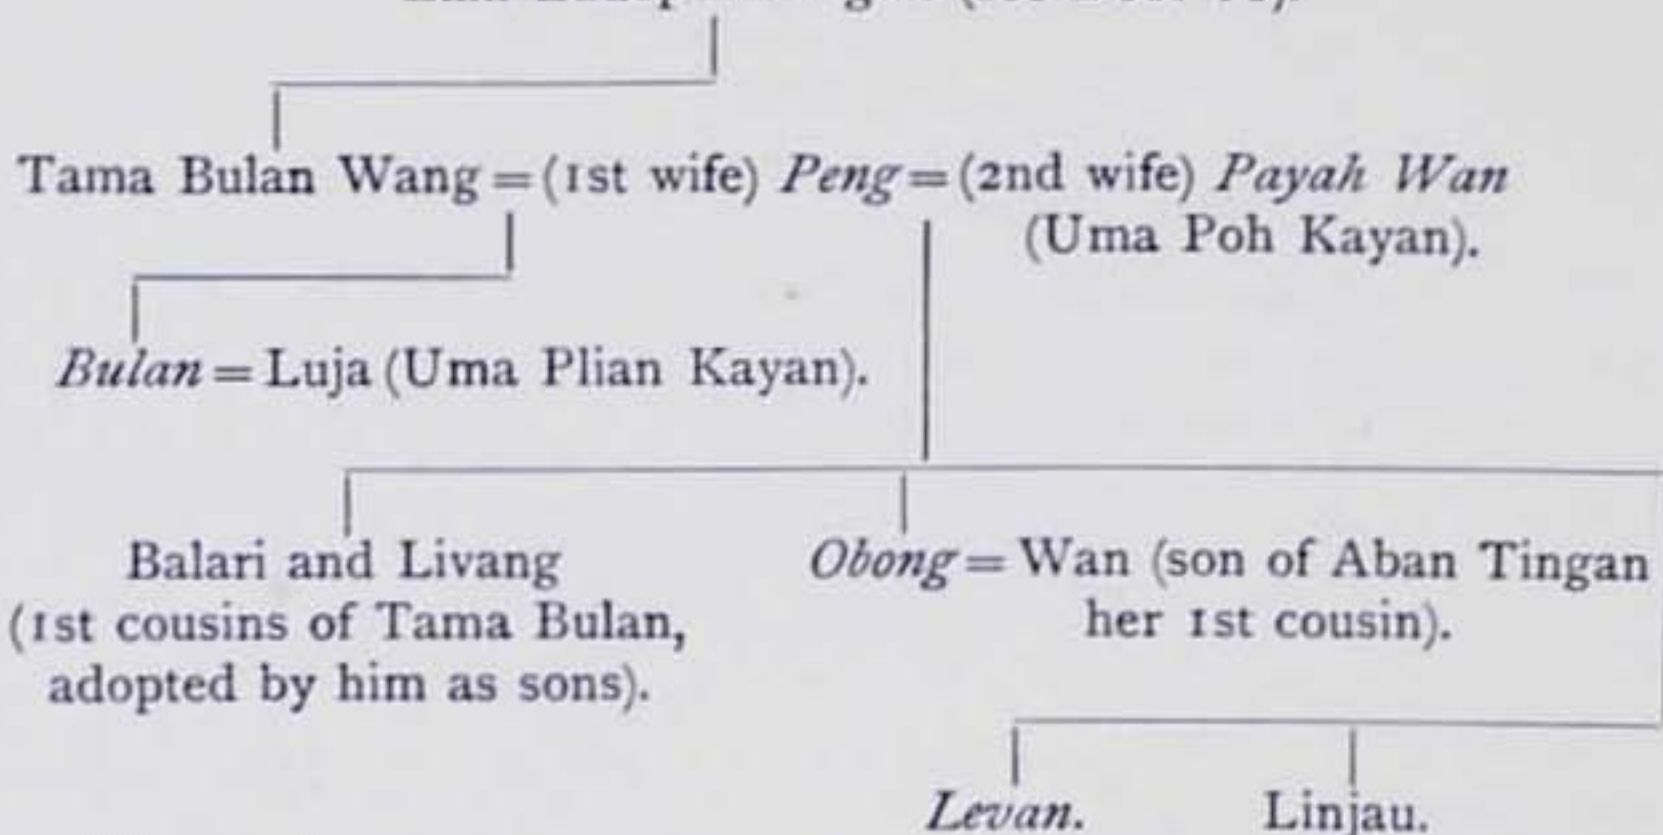 Tama Bulan Wang = (1st wife) Peng = (2nd wife) Payah Wan
(Uma Poh Kayan).
Bulan = Luja (Uma Plian Kayan).
Balari and Livang
(1st cousins of Tama Bulan,
adopted by him as sons).
Obong = Wan (son of Aban Tingan
her 1st cousin).
Levan. Linjau.